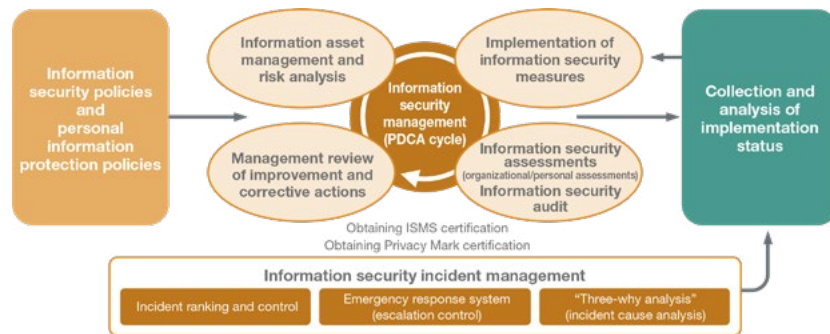 Information
security policies
and
personal
information
protection policies
Information asset
management and
risk analysis
Implementation of
information security
measures
Information
security
management
(PDCA cycle)
Management review
of improvement and
corrective actions
Information security
assessments
(organizational/personal assessments)
Information security
audit
Collection and
analysis of
implementation
status
Obtaining ISMS certification
Obtaining Privacy Mark certification
Information security incident management
Incident ranking and control
Emergency response system
(escalation control)
"Three-why analysis"
(incident cause analysis)